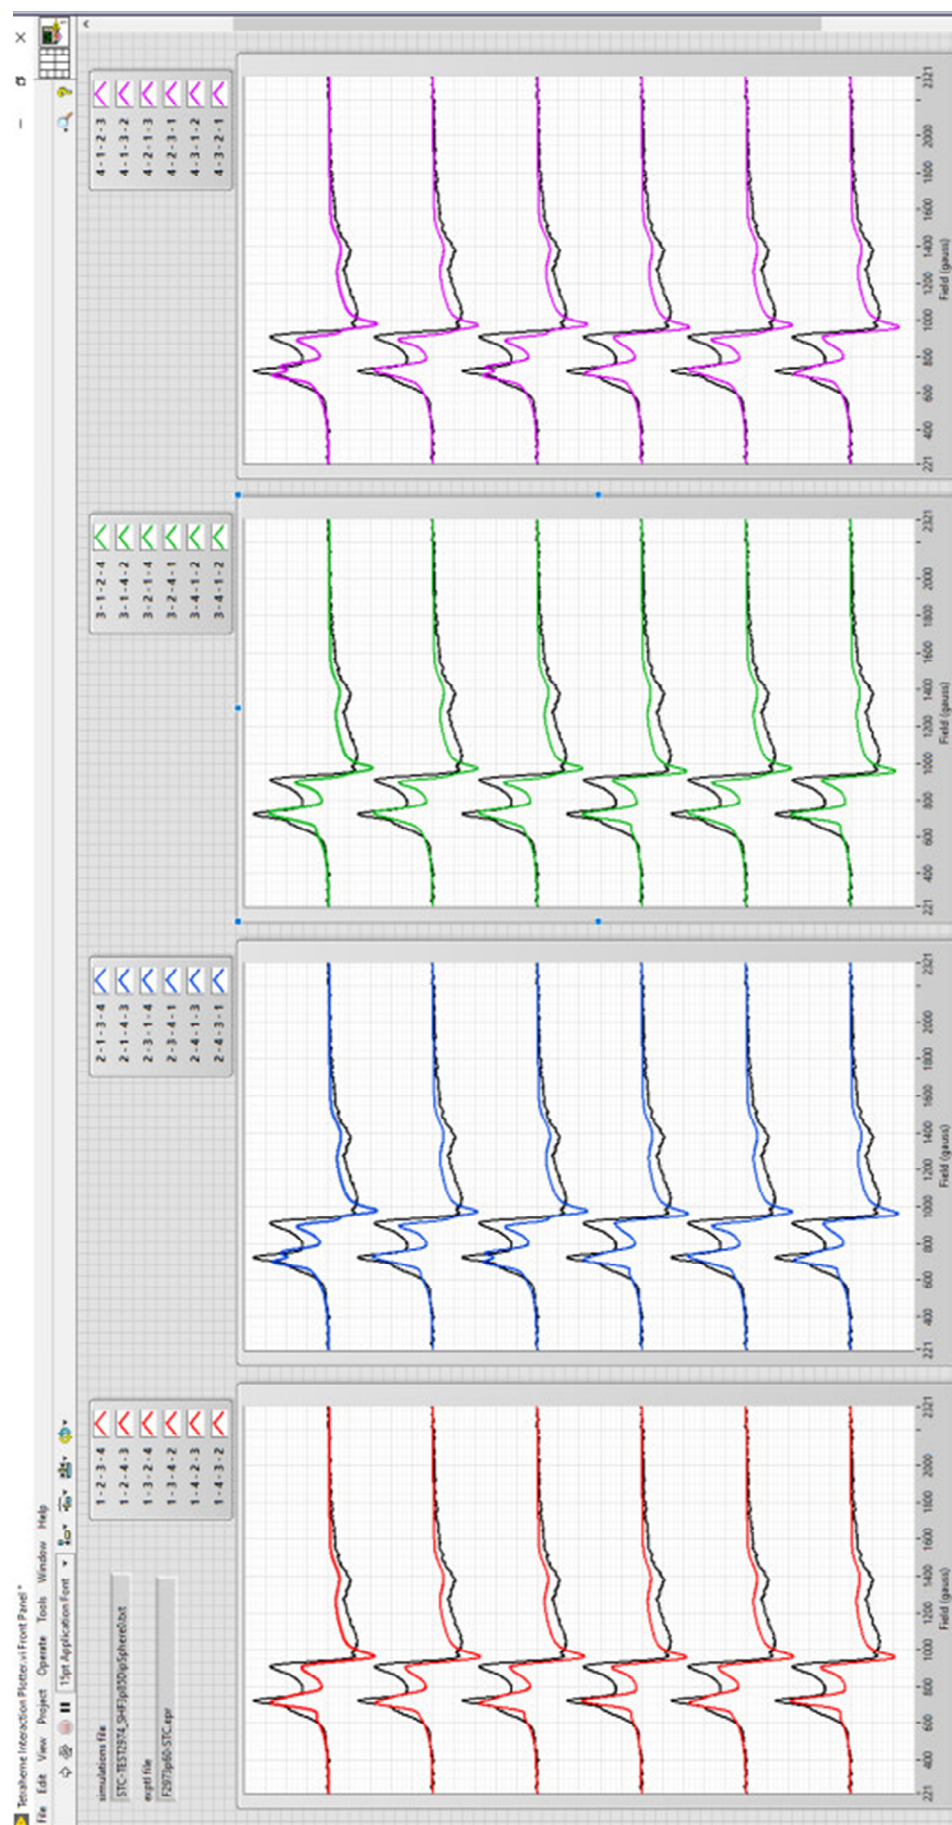 Tetraheme Interaction Plotter.vi Front Panel *
File Edit View Project Operate Tools Window Help
15pt Application Font
simulations file
exptl file
F2973p60-STC.epr
1 - 2 - 3 - 4
1 - 2 - 4 - 3
1 - 3 - 2 - 4
1 - 3 - 4 - 2
1 - 4 - 2 - 3
1 - 4 - 3 - 2
221 400 600 800 1000 1200 1400 1600 1800 2000 2321
Field (gauss)
2 - 1 - 3 - 4
2 - 1 - 4 - 3
2 - 3 - 1 - 4
2 - 3 - 4 - 1
2 - 4 - 1 - 3
2 - 4 - 3 - 1
221 400 600 800 1000 1200 1400 1600 1800 2000 2321
Field (gauss)
3 - 1 - 2 - 4
3 - 1 - 4 - 2
3 - 2 - 1 - 4
3 - 2 - 4 - 1
3 - 4 - 1 - 2
3 - 4 - 1 - 2
221 400 600 800 1000 1200 1400 1600 1800 2000 2321
Field (gauss)
4 - 1 - 2 - 3
4 - 1 - 3 - 2
4 - 2 - 1 - 3
4 - 2 - 3 - 1
4 - 3 - 1 - 2
4 - 3 - 2 - 1
221 400 600 800 1000 1200 1400 1600 1800 2000 2321
Field (gauss)